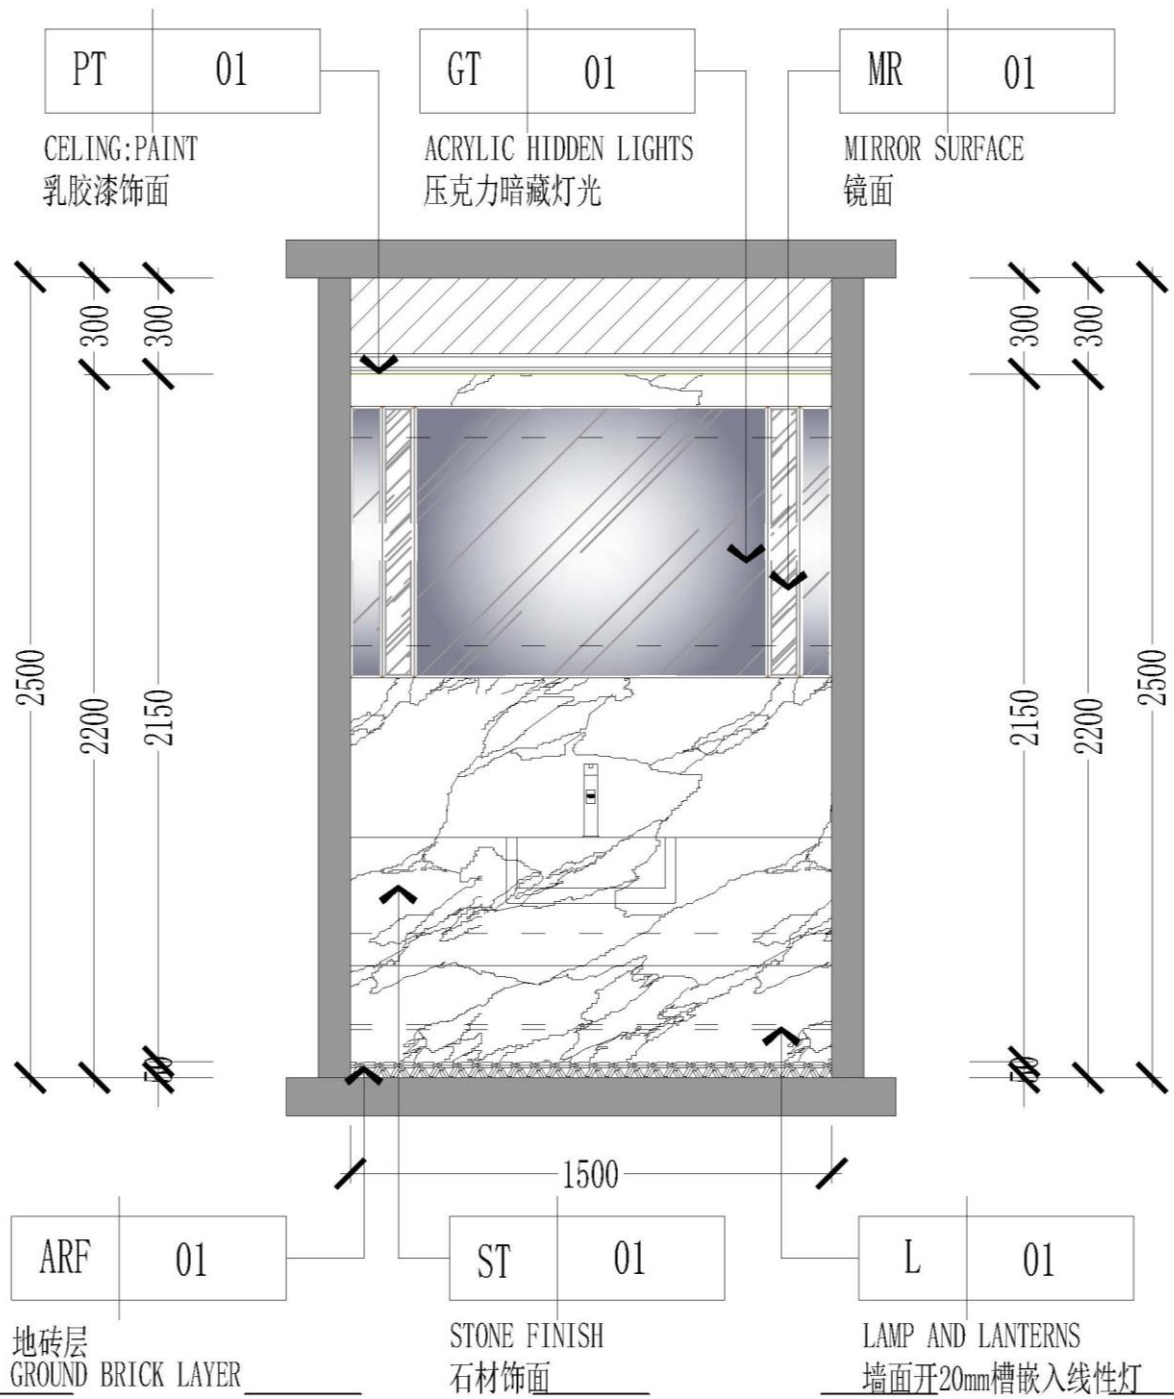 PT 01
CELING:PAINT
乳胶漆饰面
GT 01
ACRYLIC HIDDEN LIGHTS
压克力暗藏灯光
MR 01
MIRROR SURFACE
镜面
2500
300
2200
300
2150
300
2150
300
2200
2500
1500
ARF 01
地砖层
GROUND BRICK LAYER
ST 01
STONE FINISH
石材饰面
L 01
LAMP AND LANTERNS
墙面开20mm槽嵌入线性灯